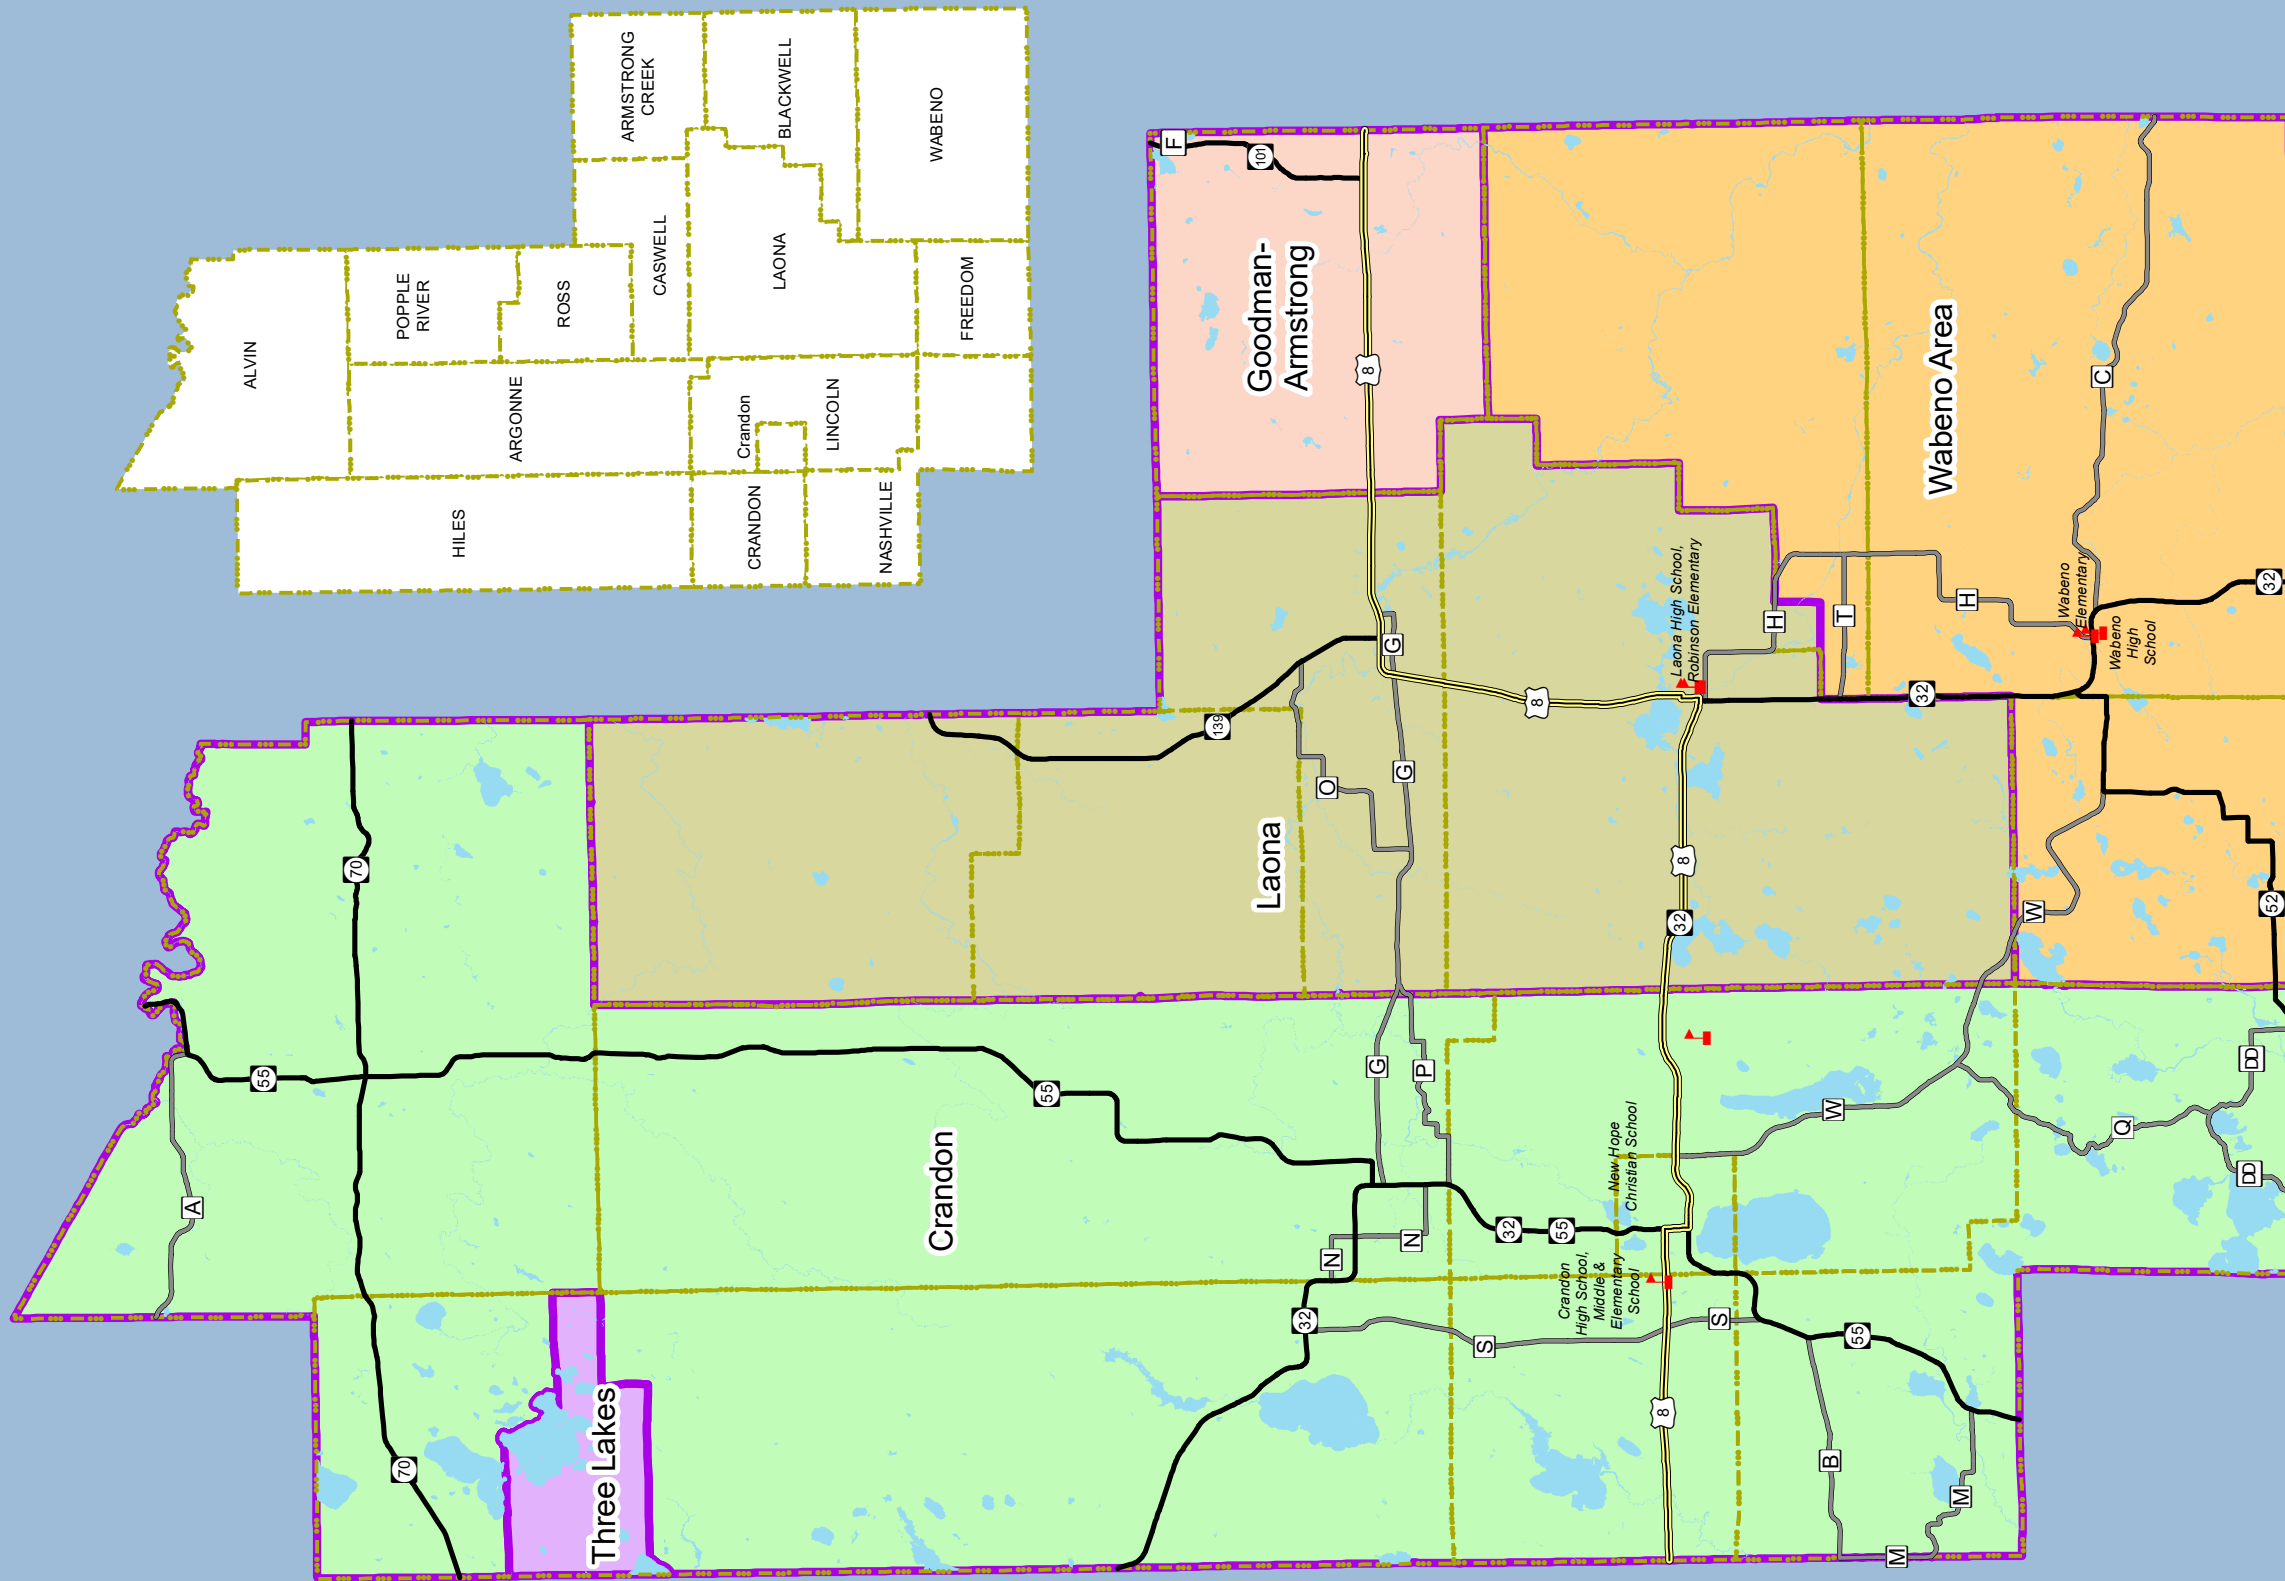 ALVIN
POPPLE
RIVER
ROSS
CASWELL
ARMSTRONG
CREEK
BLACKWELL
WABENO
LAONA
FREEDOM
ARGONNE
Crandon
LINCOLN
HILES
CRANDON
NASHVILLE
F
101
Goodman-
Armstrong
8
Wabeno Area
C
Laona High School,
Robinson Elementary
H
T
H
Wabeno
Elementary
Wabeno
High
School
32
32
G
8
139
O
G
Laona
8
32
W
52
70
55
A
55
G
P
Crandon
W
Q
DD
DD
New Hope
Christian School
N
N
32
55
Crandon
High School,
Middle &
Elementary
School
32
S
S
55
8
B
M
M
70
Three Lakes